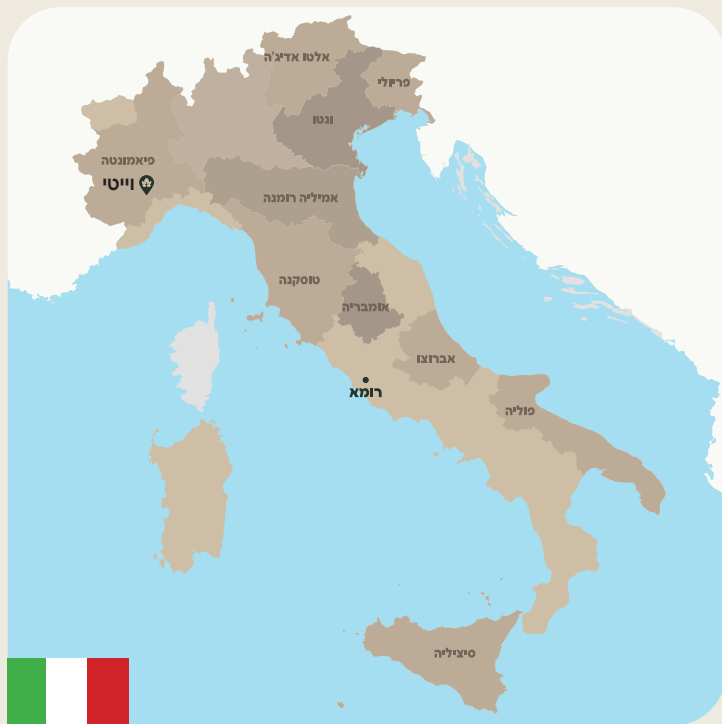 אלטו אדיג'ה
פריולי
ונטו
פיאמונטה
וייטי
אמיליה רומנה
טוסקנה
אומבריה
אברוצו
רומא
פוליה
סיציליה